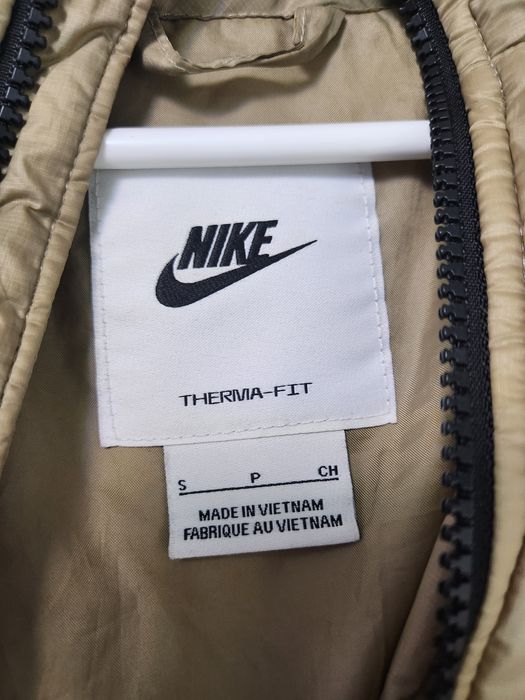 NIKE
THERMA-FIT
S P CH
MADE IN VIETNAM
FABRIQUE AU VIETNAM